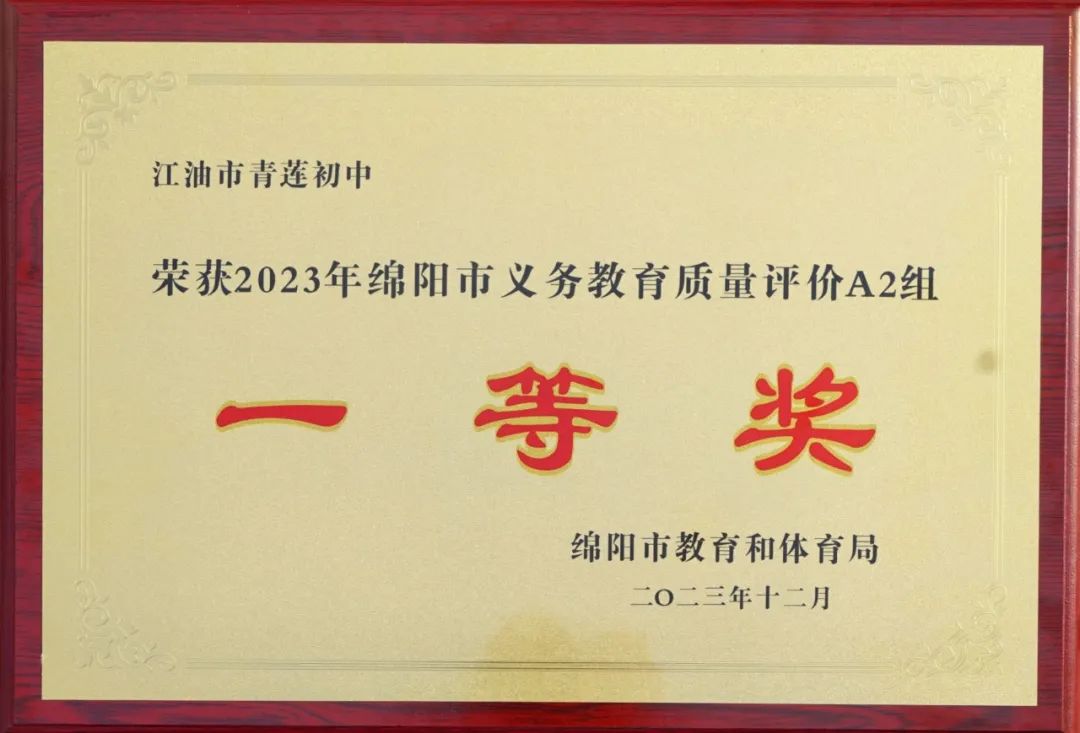 江油市青莲初中
荣获2023年绵阳市义务教育质量评价A2组
一等奖
绵阳市教育和体育局
二〇二三年十二月